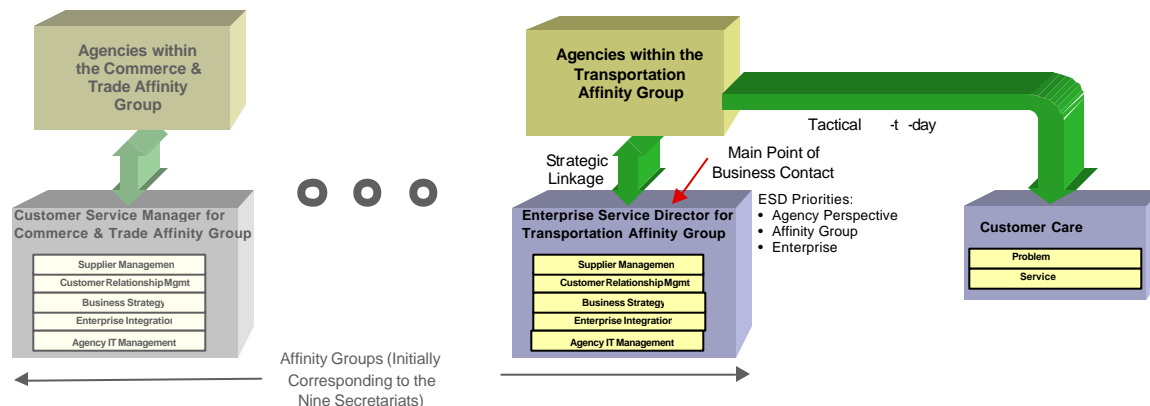 Agencies within
the Commerce &
Trade Affinity
Group
Agencies within the
Transportation
Affinity Group
Tactical -t -day
Strategic
Linkage
Main Point of
Business Contact
Customer Service Manager for
Commerce & Trade Affinity Group
Supplier Managemen
Customer Relationship Mgmt
Business Strategy
Enterprise Integration
Agency IT Management
Enterprise Service Director for
Transportation Affinity Group
Supplier Managemen
Customer Relationship Mgmt
Business Strategy
Enterprise Integration
Agency IT Management
ESD Priorities:
• Agency Perspective
• Affinity Group
• Enterprise
Customer Care
Problem
Service
Affinity Groups (Initially
Corresponding to the
Nine Secretariats)